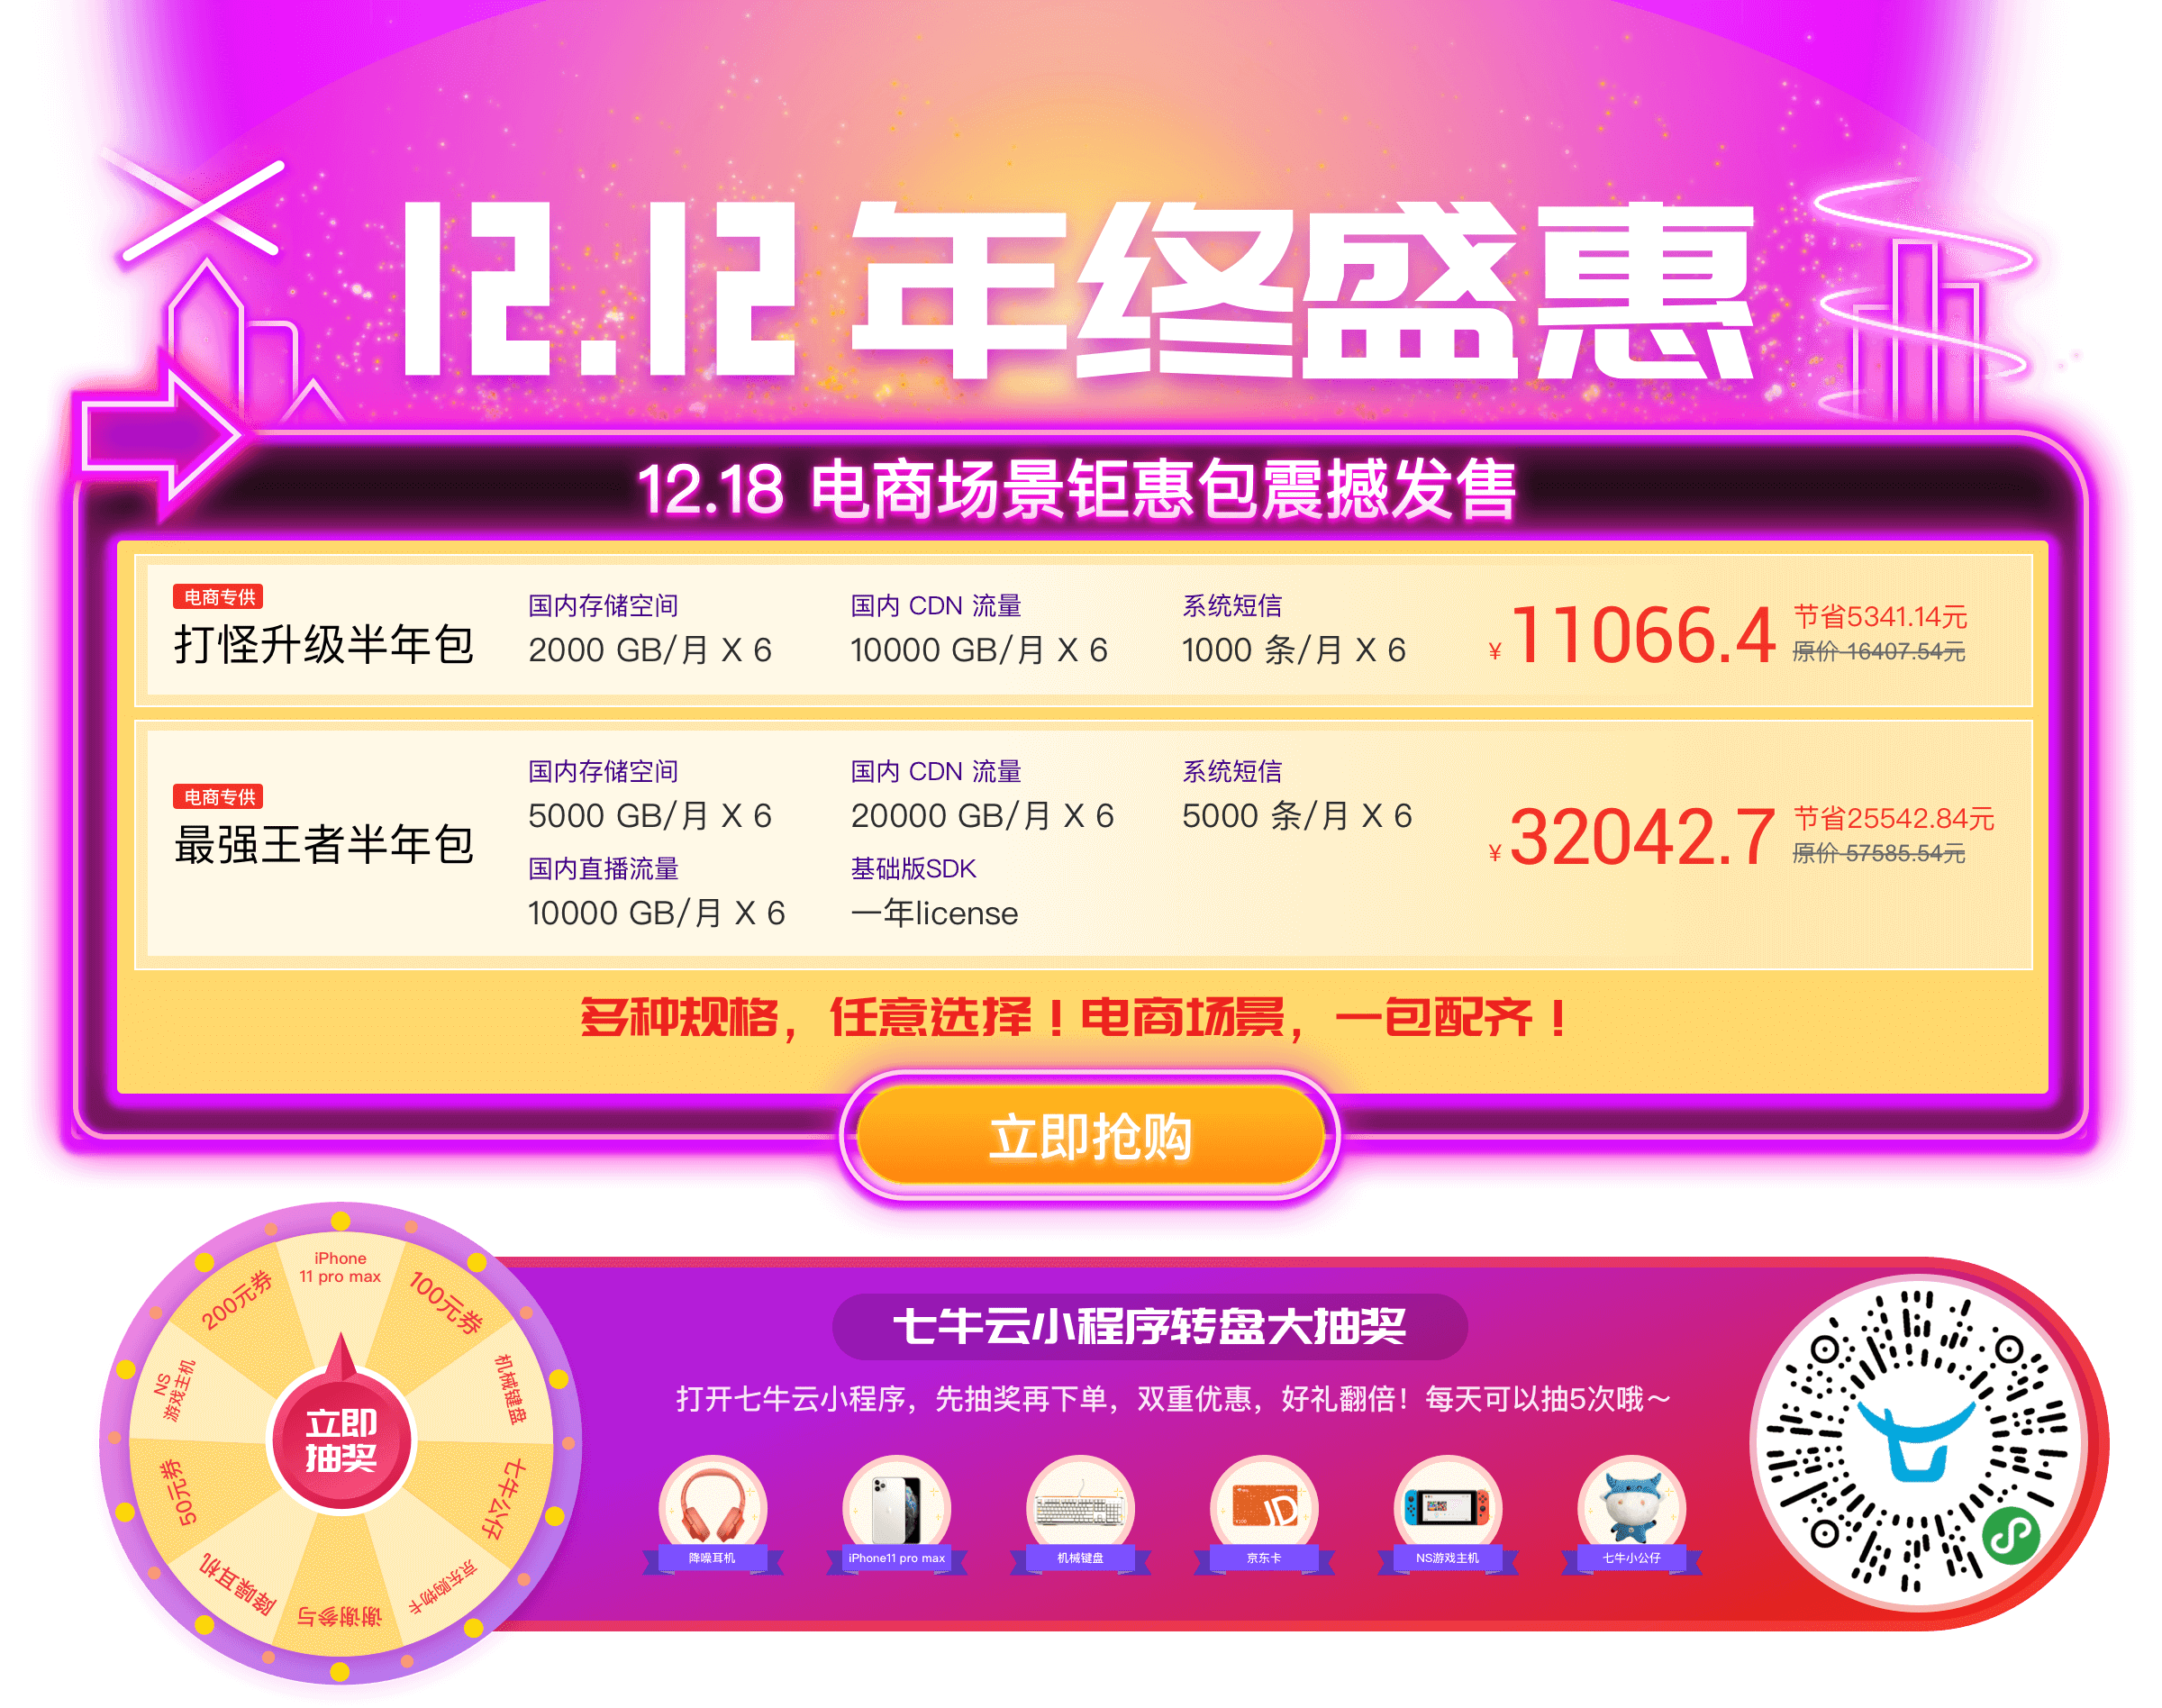 12.12 年终盛惠
12.18 电商场景钜惠包震撼发售
电商专供
打怪升级半年包
国内存储空间
2000 GB/月 X 6
国内 CDN 流量
10000 GB/月 X 6
系统短信
1000 条/月 X 6
¥ 11066.4
节省5341.14元
原价 16407.54元
电商专供
最强王者半年包
国内存储空间
5000 GB/月 X 6
国内 CDN 流量
20000 GB/月 X 6
系统短信
5000 条/月 X 6
国内直播流量
10000 GB/月 X 6
基础版SDK
一年license
¥ 32042.7
节省25542.84元
原价 57585.54元
多种规格，任意选择！电商场景，一包配齐！
立即抢购
iPhone
11 pro max
100元券
机械键盘
七牛公仔
京东购物卡
谢谢参与
降噪耳机
50元券
NS
游戏主机
200元券
立即
抽奖
七牛云小程序转盘大抽奖
打开七牛云小程序，先抽奖再下单，双重优惠，好礼翻倍！每天可以抽5次哦～
降噪耳机
iPhone11 pro max
机械键盘
JD
京东卡
NS游戏主机
七牛小公仔